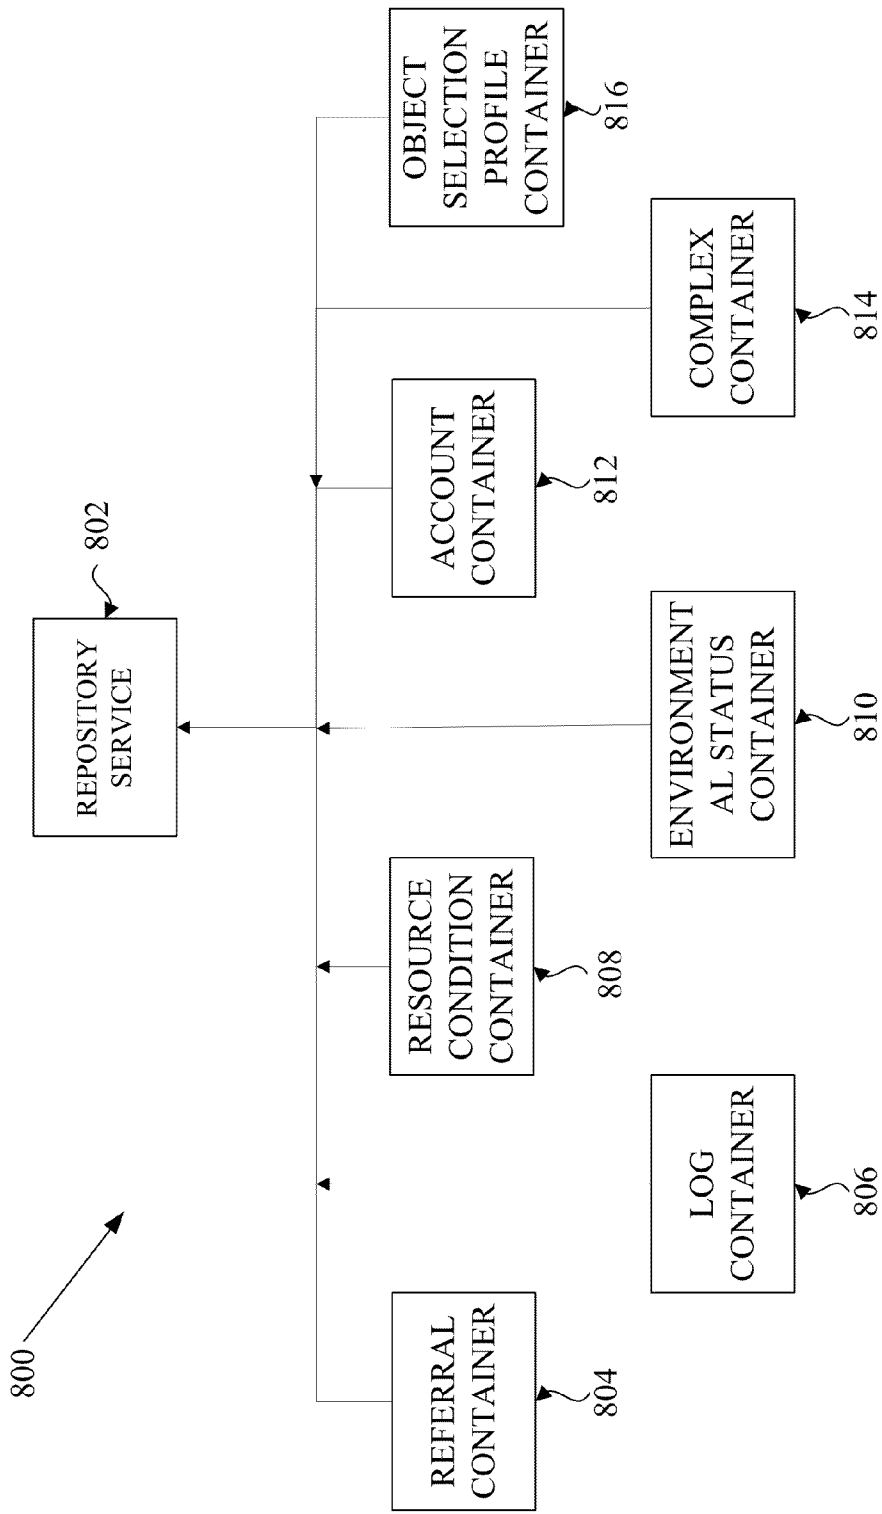 800
REPOSITORY
SERVICE
802
REFERRAL
CONTAINER
804
RESOURCE
CONDITION
CONTAINER
808
ACCOUNT
CONTAINER
812
OBJECT
SELECTION
PROFILE
CONTAINER
816
LOG
CONTAINER
806
ENVIRONMENT
AL STATUS
CONTAINER
810
COMPLEX
CONTAINER
814